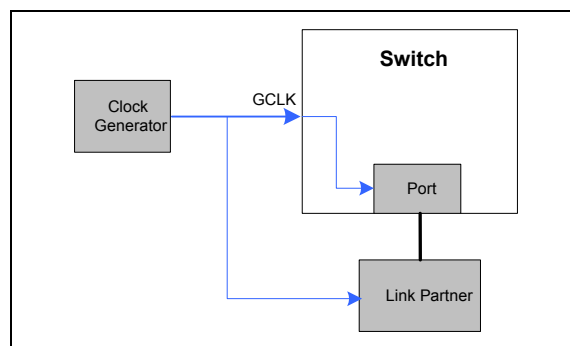 Switch
Clock
Generator
GCLK
Port
Link Partner